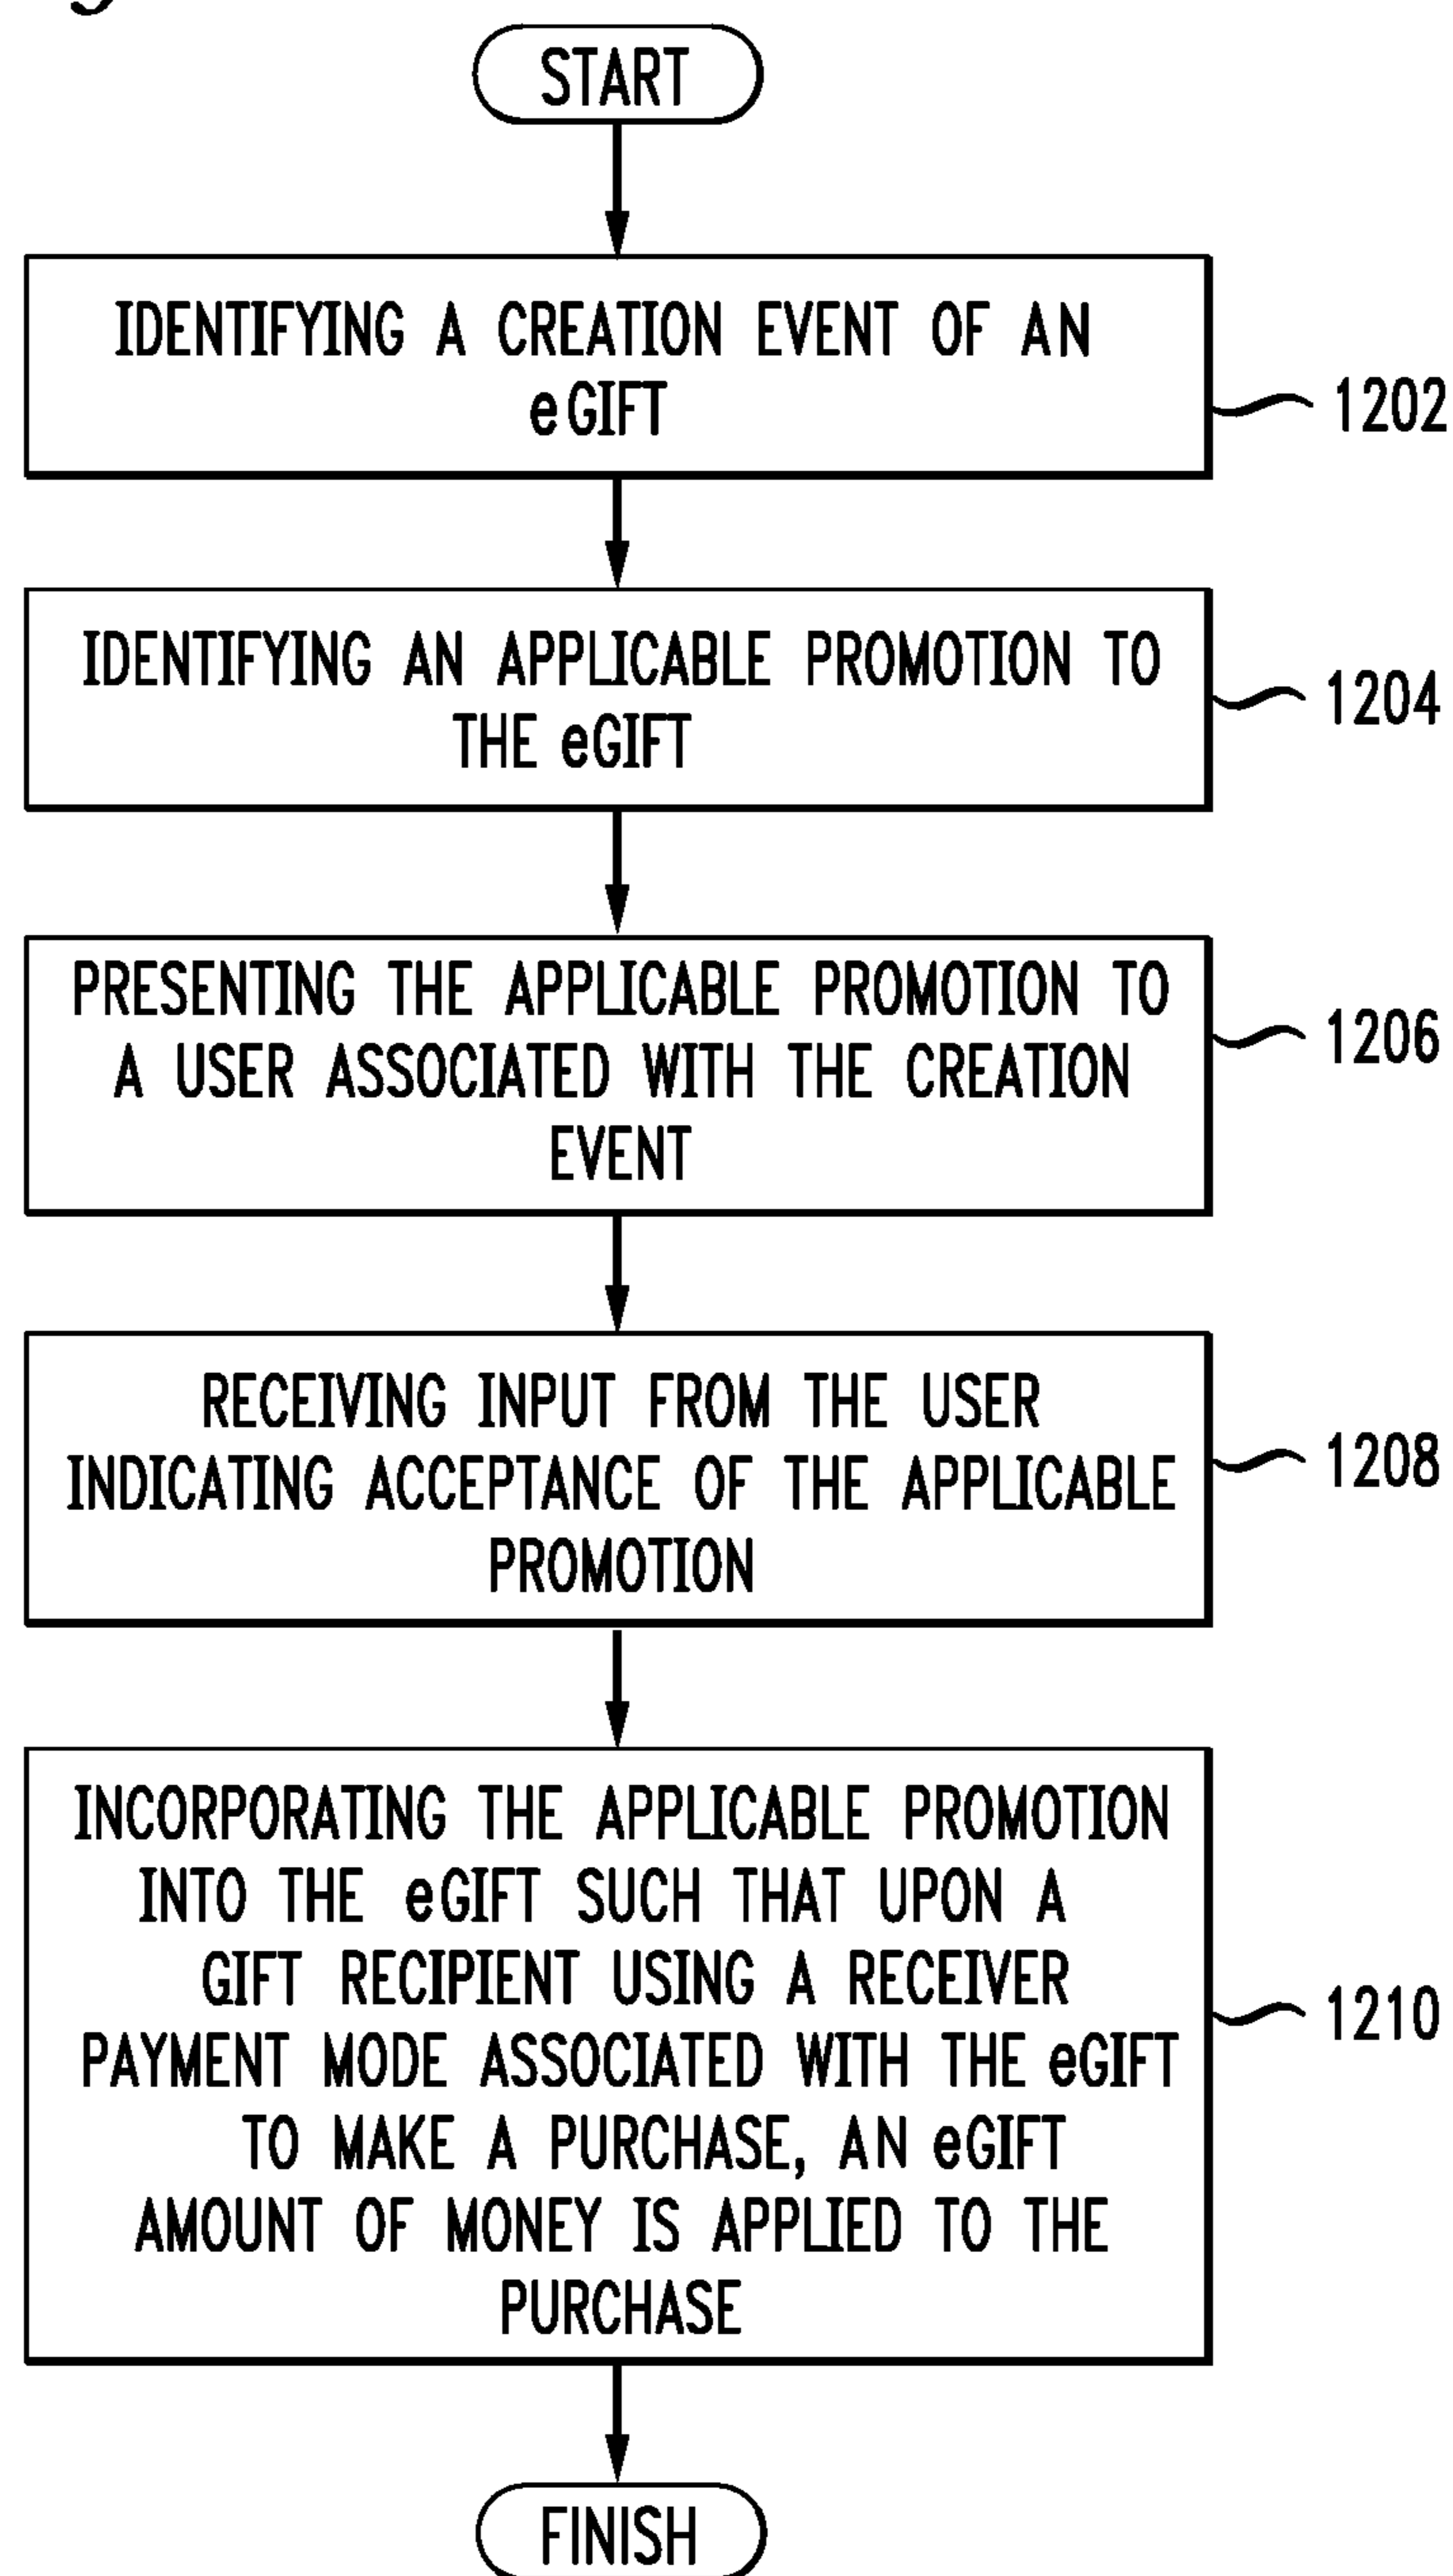 START
IDENTIFYING A CREATION EVENT OF AN
eGIFT
1202
IDENTIFYING AN APPLICABLE PROMOTION TO
THE eGIFT
1204
PRESENTING THE APPLICABLE PROMOTION TO
A USER ASSOCIATED WITH THE CREATION
EVENT
1206
RECEIVING INPUT FROM THE USER
INDICATING ACCEPTANCE OF THE APPLICABLE
PROMOTION
1208
INCORPORATING THE APPLICABLE PROMOTION
INTO THE eGIFT SUCH THAT UPON A
GIFT RECIPIENT USING A RECEIVER
PAYMENT MODE ASSOCIATED WITH THE eGIFT
TO MAKE A PURCHASE, AN eGIFT
AMOUNT OF MONEY IS APPLIED TO THE
PURCHASE
1210
FINISH